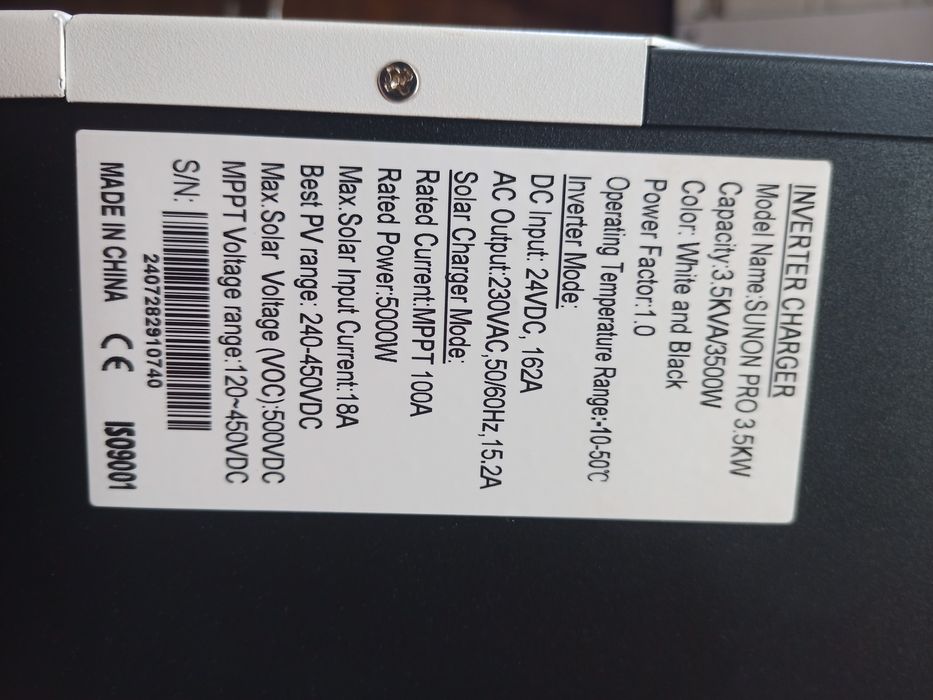 INVERTER CHARGER
Model Name:SUNON PRO 3.5KW
Capacity:3.5KVA/3500W
Color: White and Black
Power Factor:1.0
Operating Temperature Range:-10-50℃
Inverter Mode:
DC Input: 24VDC, 162A
AC Output:230VAC,50/60Hz,15.2A
Solar Charger Mode:
Rated Current:MPPT 100A
Rated Power:5000W
Max.Solar Input Current:18A
Best PV range: 240-450VDC
Max.Solar Voltage (VOC):500VDC
MPPT Voltage range:120~450VDC
S/N:
2407282910740
MADE IN CHINA CE ISO9001